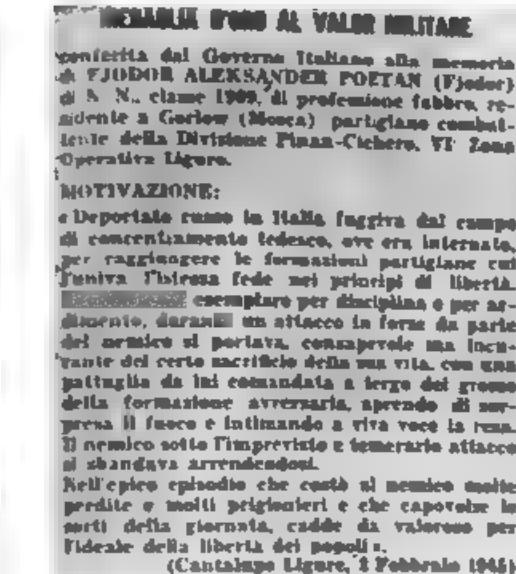 MEDAGLIA D'ORO AL VALOR MILITARE
conferita dal Governo Italiano alla memoria
di FJODOR ALEKSANDER POETAN (Fjodor)
di N. N., classe 1909, di professione fabbro, re-
sidente a Gorlow (Mosca) partigiano combat-
tente della Divisione Pinan-Cichero, VI Zona
Operativa Ligure.
MOTIVAZIONE:
« Deportato russo in Italia fuggiva dal campo
di concentramento tedesco, ove era internato,
per raggiungere le formazioni partigiane cui
l'univa l'intensa fede nei principi di libertà.
esemplare per disciplina e per ar-
dimento, durante un attacco in forze da parte
del nemico si portava, consapevole ma incu-
rante del certo sacrificio della sua vita, con una
pattuglia da lui comandata a tergo del grosso
della formazione avversaria, aprendo di sor-
presa il fuoco e intimando a viva voce la resa.
Il nemico sotto l'imprevisto e temerario attacco
si sbandava arrendendosi.
Nell'epico episodio che costò al nemico molte
perdite e molti prigionieri e che capovolse le
sorti della giornata, cadde da valoroso per
l'ideale della libertà dei popoli ».
(Cantalupo Ligure, 2 Febbraio 1945)